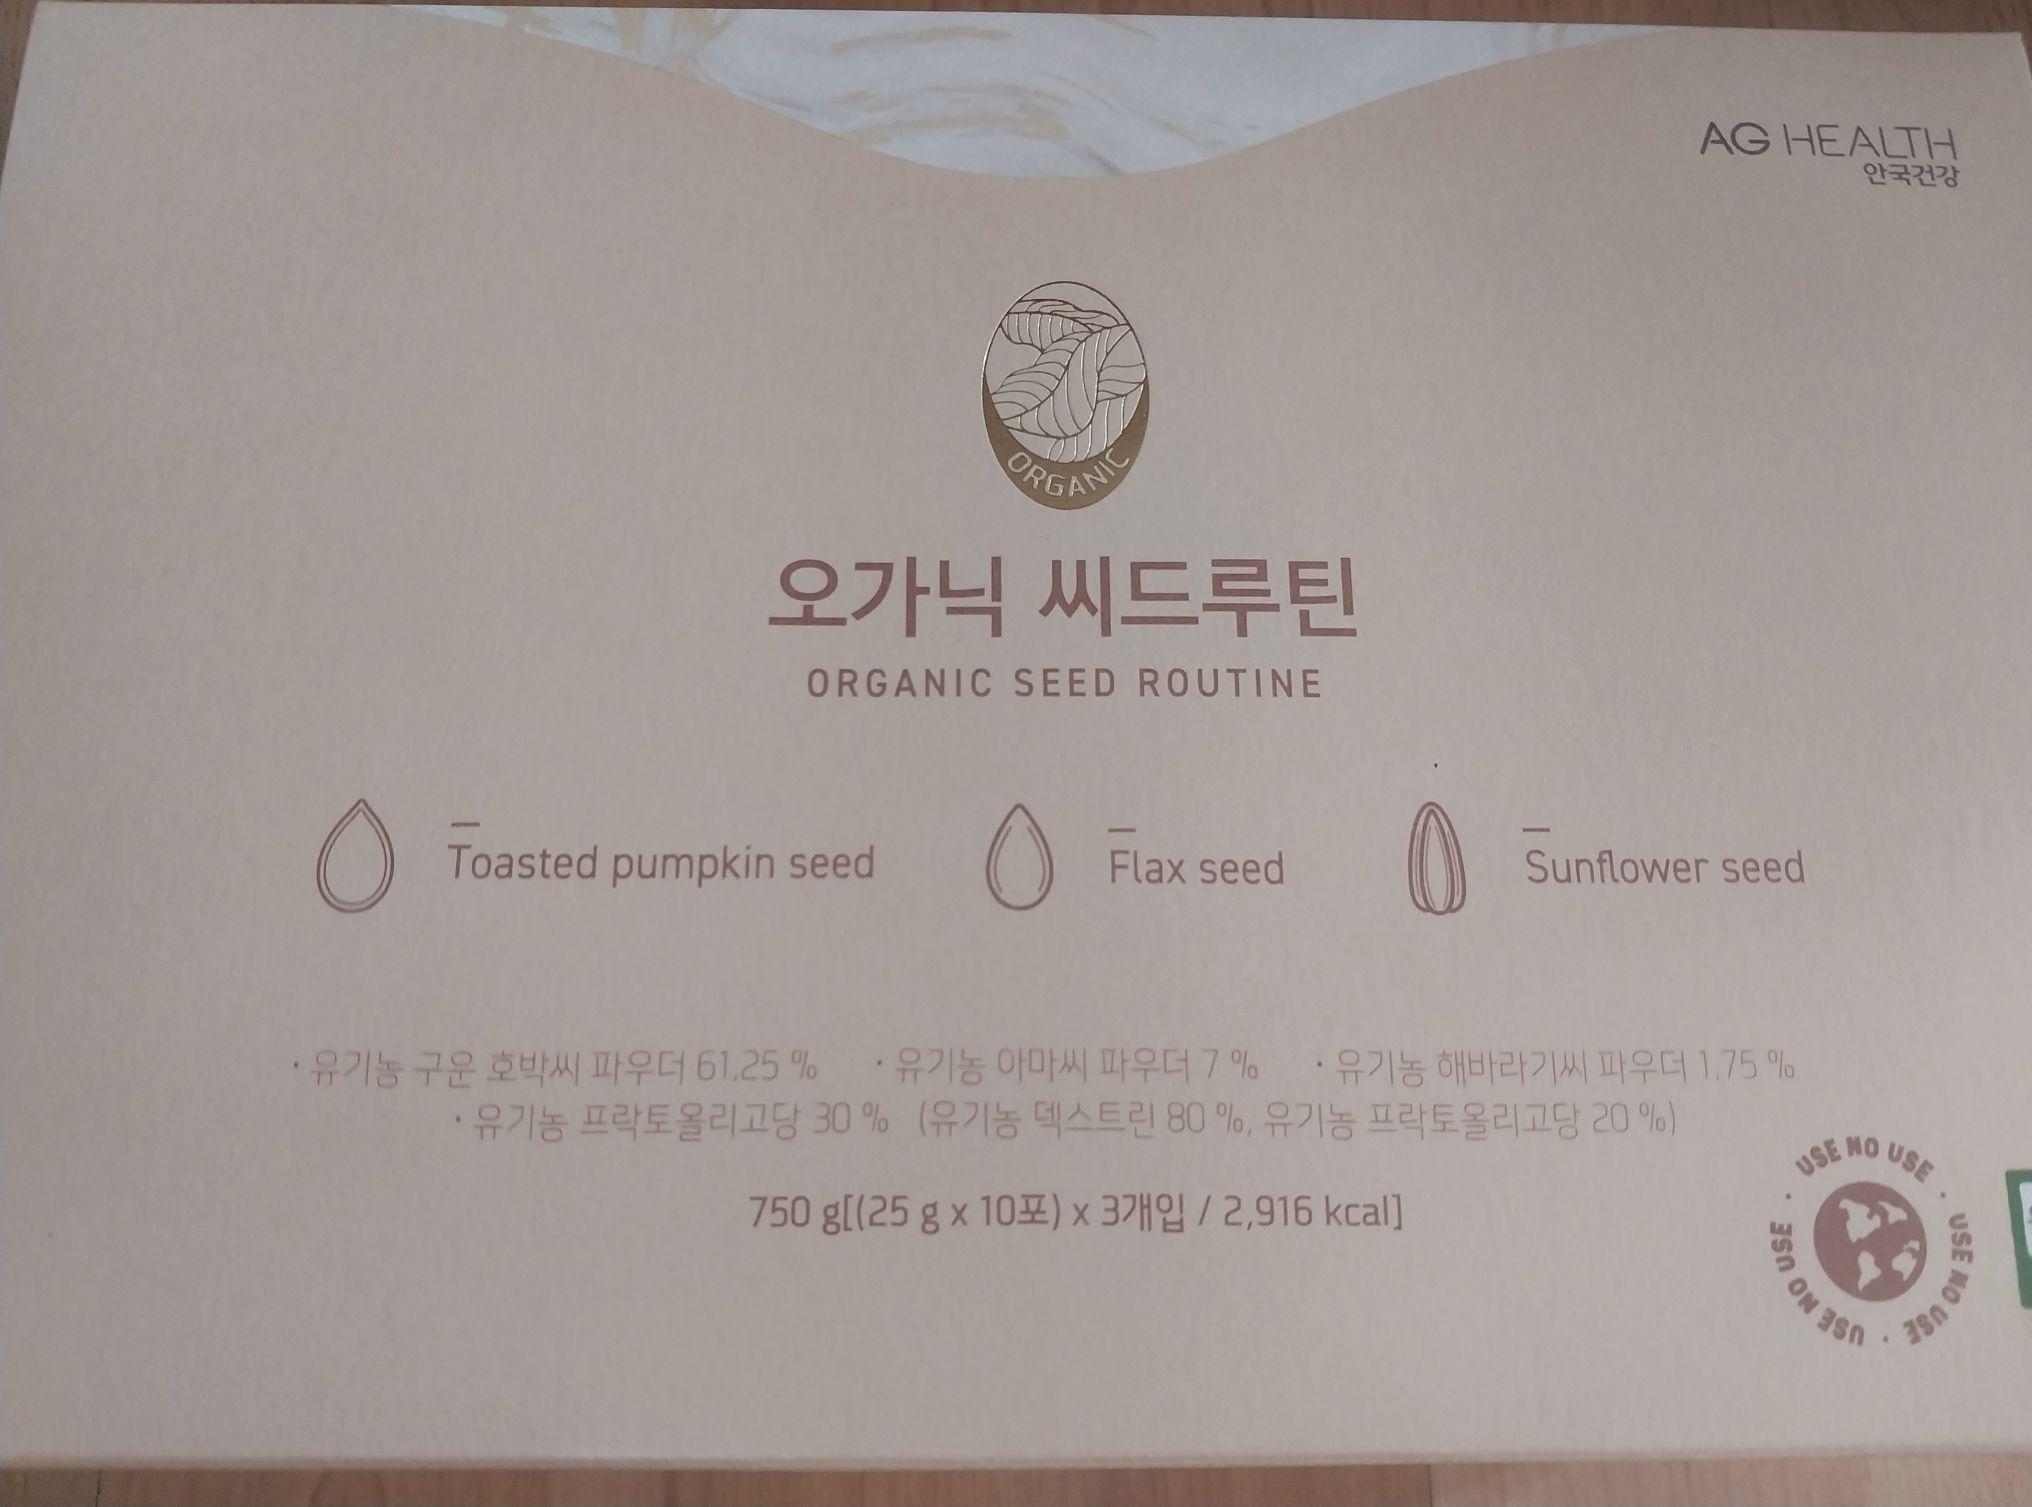 AG HEALTH
안국건강
ORGANIC
오가닉 씨드루틴
ORGANIC SEED ROUTINE
Toasted pumpkin seed
Flax seed
Sunflower seed
· 유기농 구운 호박씨 파우더 61.25 % · 유기농 아마씨 파우더 7 % · 유기농 해바라기씨 파우더 1.75 %
· 유기농 프락토올리고당 30 % (유기농 덱스트린 80 %, 유기농 프락토올리고당 20 %)
750 g[(25 g x 10포) x 3개입 / 2,916 kcal]
USE NO USE · USE NO USE · USE NO USE · USE NO USE ·